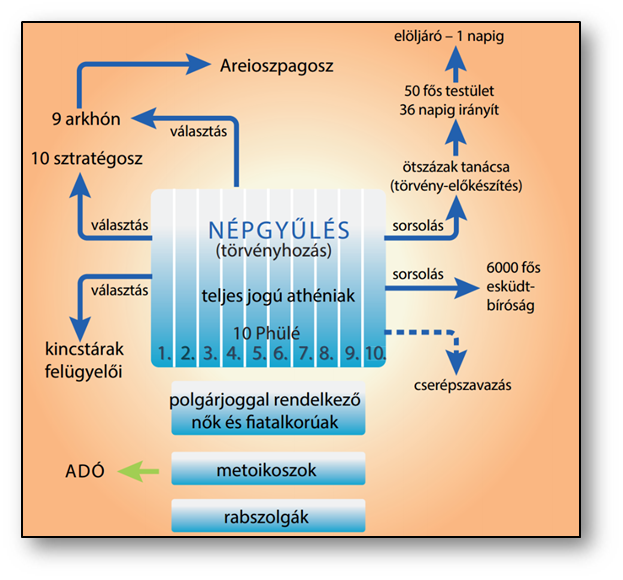 elöljáró – 1 napig
Areioszpagosz
50 fős testület
36 napig irányít
9 arkhón
választás
10 sztratégosz
ötszázak tanácsa
(törvény-előkészítés)
választás
NÉPGYŰLÉS
(törvényhozás)
sorsolás
választás
teljes jogú athéniak
sorsolás
6000 fős
esküdt-
bíróság
10 Phülé
1. 2. 3. 4. 5. 6. 7. 8. 9. 10.
kincstárak
felügyelői
cserépszavazás
polgárjoggal rendelkező
nők és fiatalkorúak
ADÓ
metoikoszok
rabszolgák